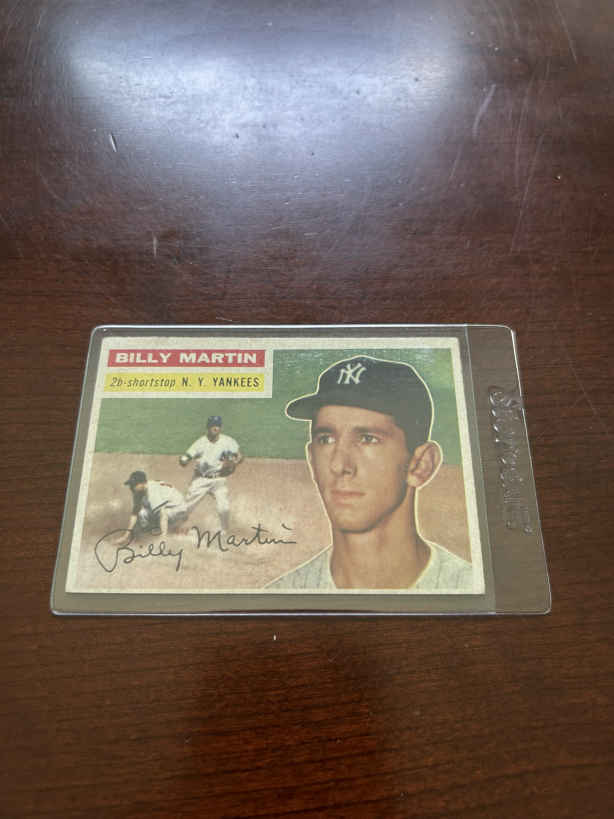 BILLY MARTIN
2b-shortstop N. Y. YANKEES
NY
Billy Martin